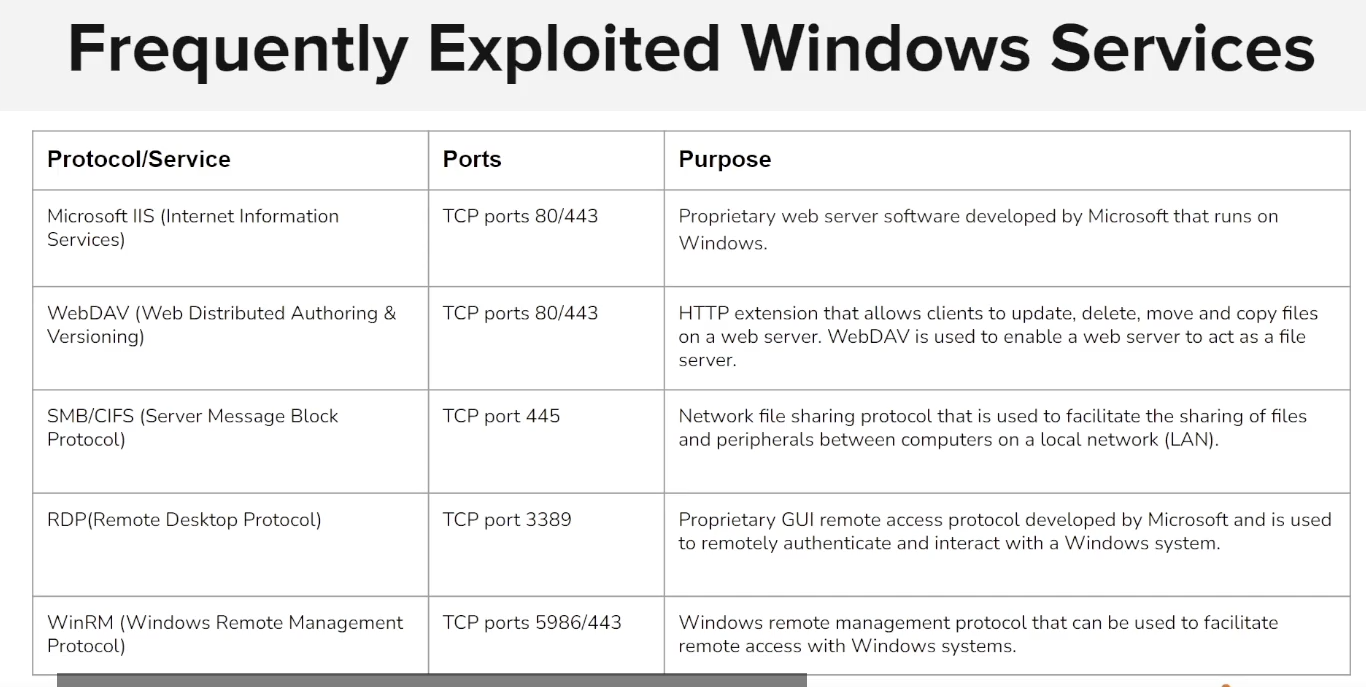 Frequently Exploited Windows Services
Protocol/Service
Ports
Purpose
Microsoft IIS (Internet Information
Services)
TCP ports 80/443
Proprietary web server software developed by Microsoft that runs on
Windows.
WebDAV (Web Distributed Authoring &
Versioning)
TCP ports 80/443
HTTP extension that allows clients to update, delete, move and copy files
on a web server. WebDAV is used to enable a web server to act as a file
server.
SMB/CIFS (Server Message Block
Protocol)
TCP port 445
Network file sharing protocol that is used to facilitate the sharing of files
and peripherals between computers on a local network (LAN).
RDP(Remote Desktop Protocol)
TCP port 3389
Proprietary GUI remote access protocol developed by Microsoft and is used
to remotely authenticate and interact with a Windows system.
WinRM (Windows Remote Management
Protocol)
TCP ports 5986/443
Windows remote management protocol that can be used to facilitate
remote access with Windows systems.